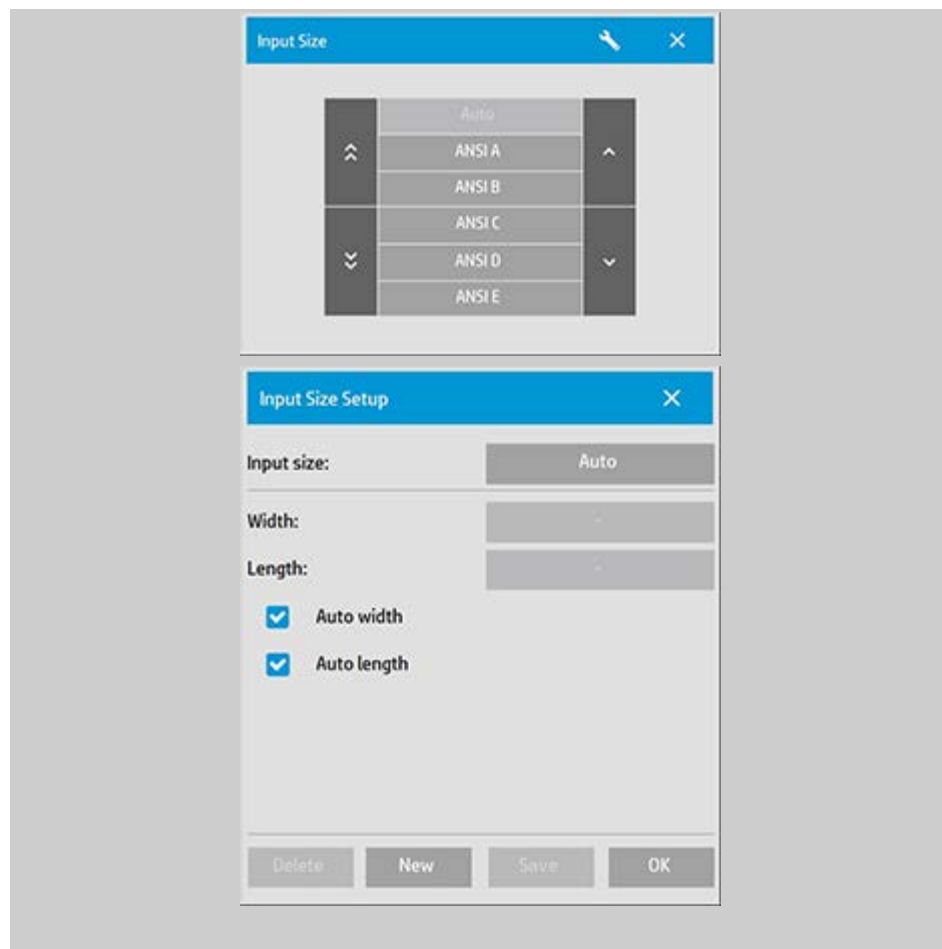 Input Size
Auto
ANSI A
ANSI B
ANSI C
ANSI D
ANSI E
Input Size Setup
Input size: Auto
Width: -
Length: -
Auto width
Auto length
Delete New Save OK